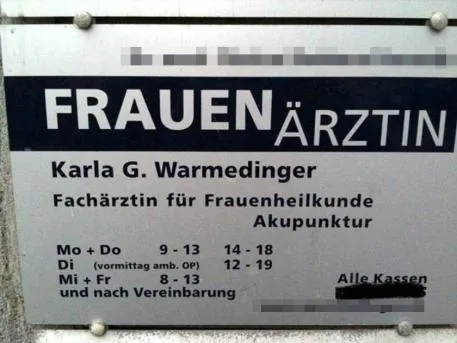 FRAUENÄRZTIN
Karla G. Warmedinger
Fachärztin für Frauenheilkunde
Akupunktur
Mo + Do 9 - 13 14 - 18
Di (vormittag amb. OP) 12 - 19
Mi + Fr 8 - 13 Alle Kassen
und nach Vereinbarung